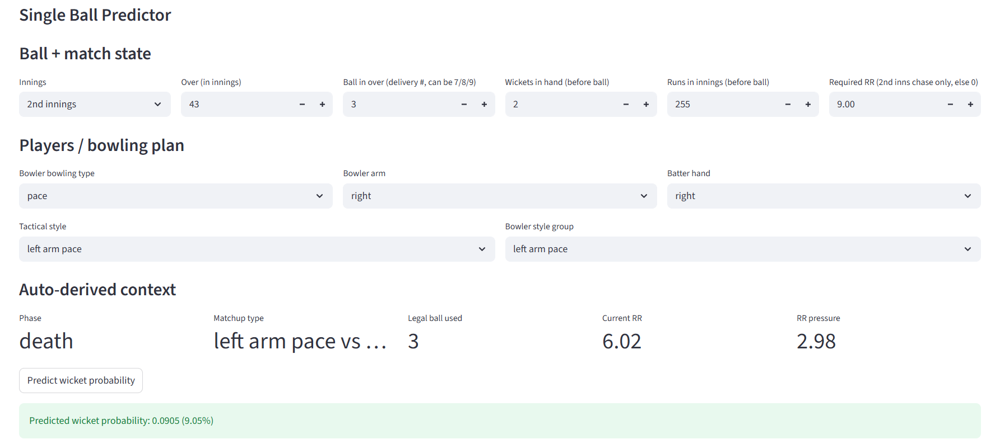 Single Ball Predictor
Ball + match state
Innings Over (in innings) Ball in over (delivery #, can be 7/8/9) Wickets in hand (before ball) Runs in innings (before ball) Required RR (2nd inns chase only, else 0)
2nd innings 43 − + 3 − + 2 − + 255 − + 9.00 − +
Players / bowling plan
Bowler bowling type Bowler arm Batter hand
pace right right
Tactical style Bowler style group
left arm pace left arm pace
Auto-derived context
Phase Matchup type Legal ball used Current RR RR pressure
death left arm pace vs ... 3 6.02 2.98
Predict wicket probability
Predicted wicket probability: 0.0905 (9.05%)